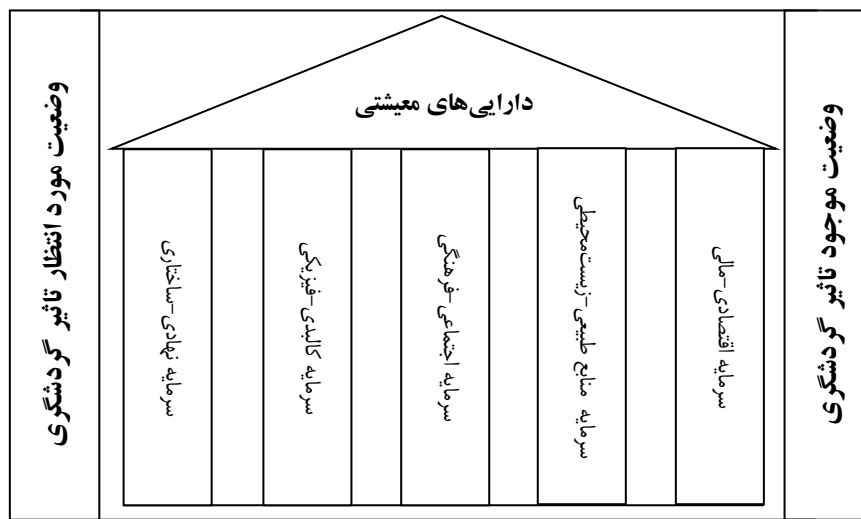 وضعیت موجود تاثیر گردشگری
دارایی‌های معیشتی
سرمایه اقتصادی-مالی
سرمایه منابع طبیعی-زیست‌محیطی
سرمایه اجتماعی-فرهنگی
سرمایه کالبدی-فیزیکی
سرمایه نهادی-ساختاری
وضعیت مورد انتظار تاثیر گردشگری